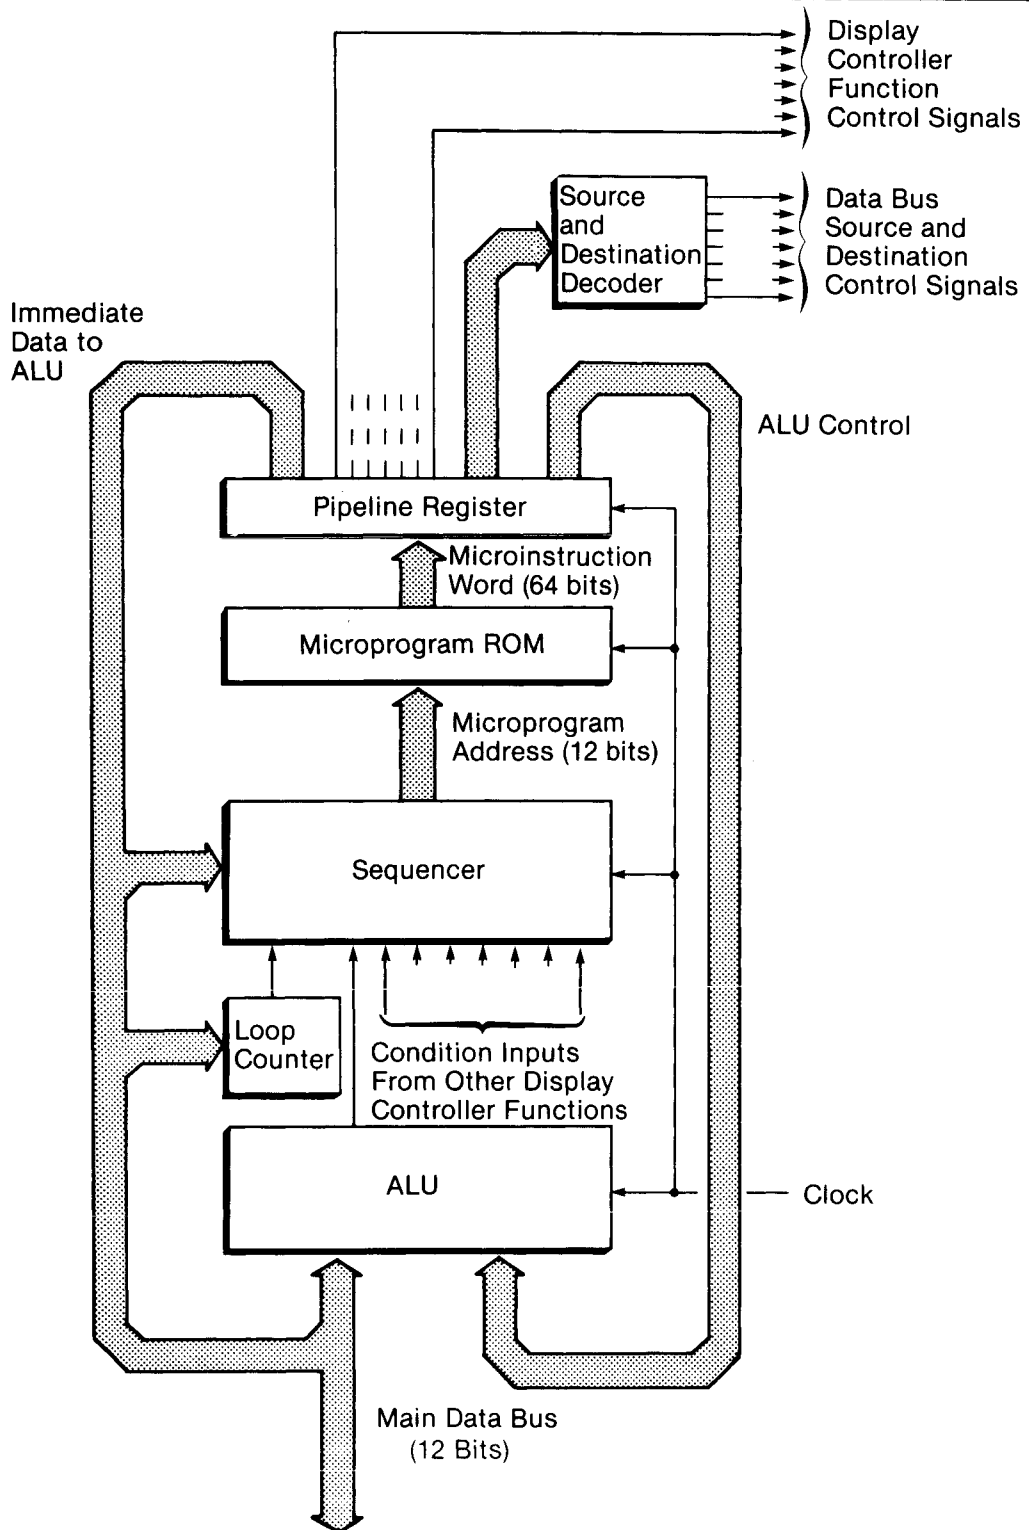 Display
Controller
Function
Control Signals
Source
and
Destination
Decoder
Data Bus
Source and
Destination
Control Signals
Immediate
Data to
ALU
ALU Control
Pipeline Register
Microinstruction
Word (64 bits)
Microprogram ROM
Microprogram
Address (12 bits)
Sequencer
Loop
Counter
Condition Inputs
From Other Display
Controller Functions
ALU
Clock
Main Data Bus
(12 Bits)